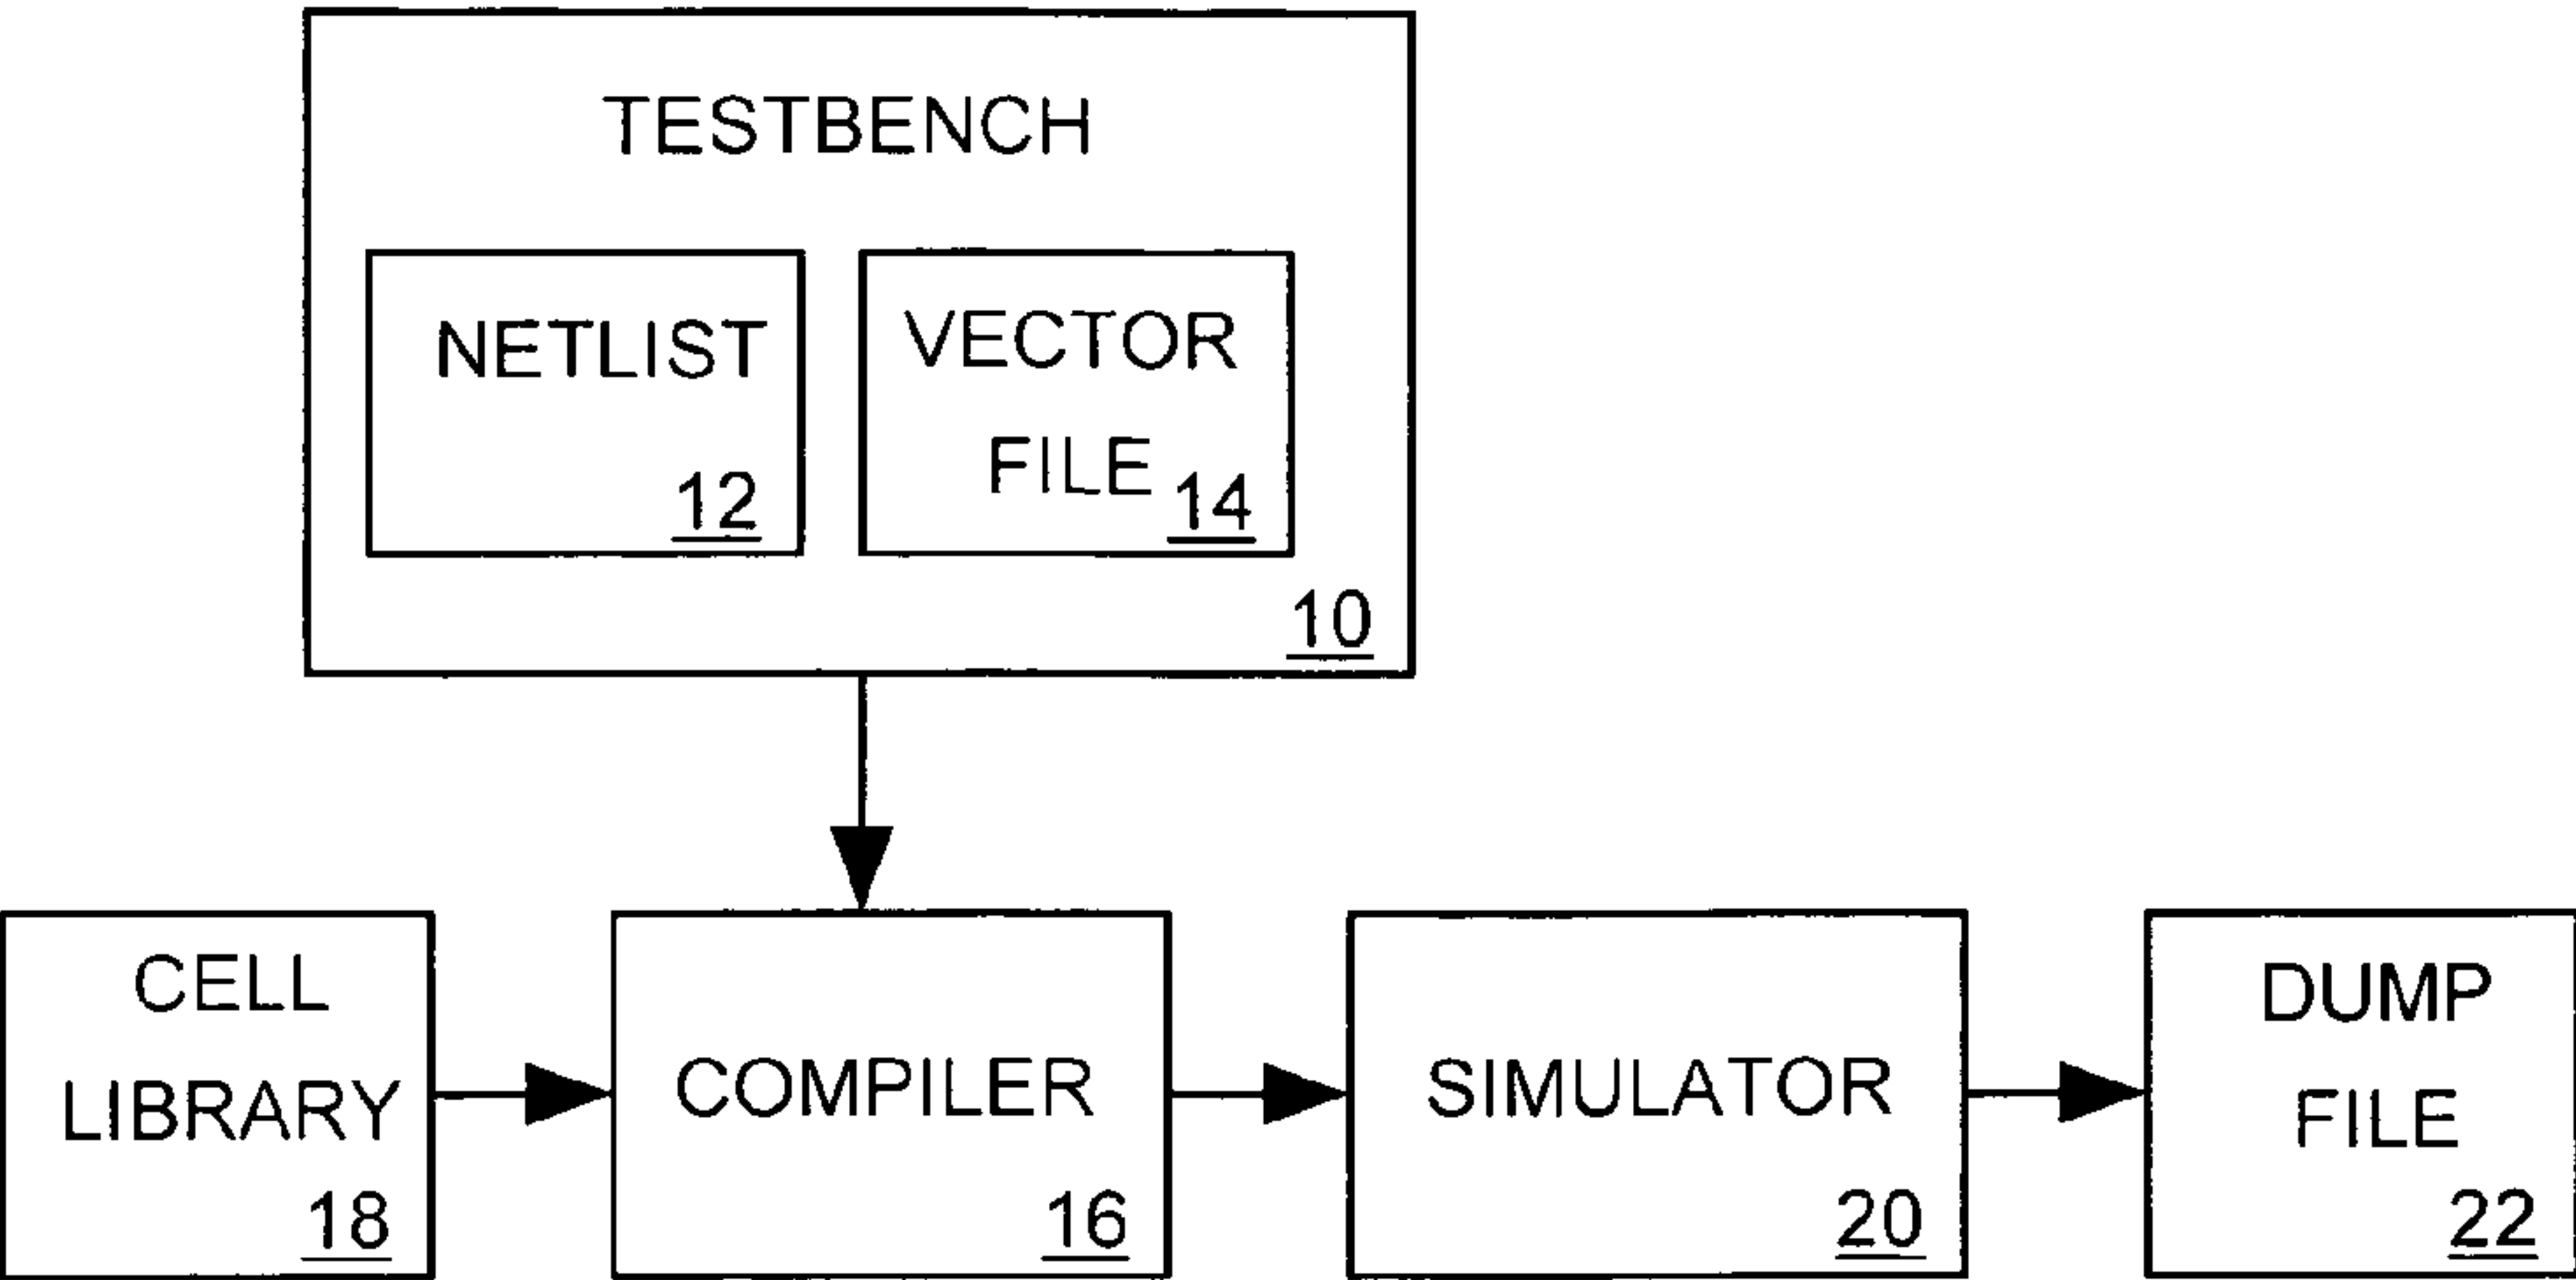 TESTBENCH
NETLIST
12
VECTOR
FILE 14
10
CELL
LIBRARY
18
COMPILER
16
SIMULATOR
20
DUMP
FILE
22